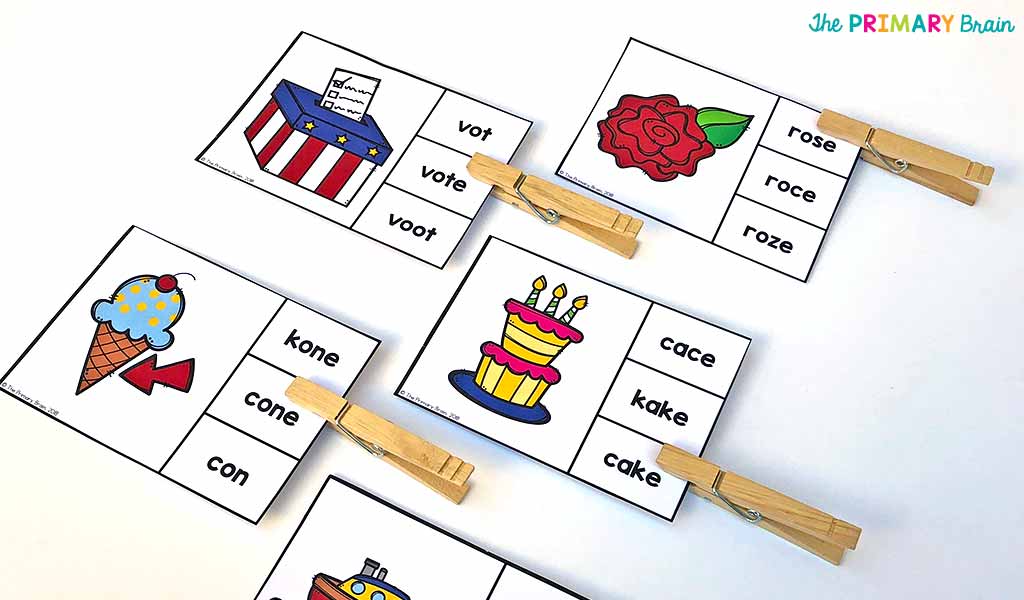 The PRIMARY Brain
vot
vote
voot
© The Primary Brain, 2018
rose
roce
roze
© The Primary Brain, 2018
kone
cone
con
© The Primary Brain, 2018
cace
kake
cake
© The Primary Brain, 2018